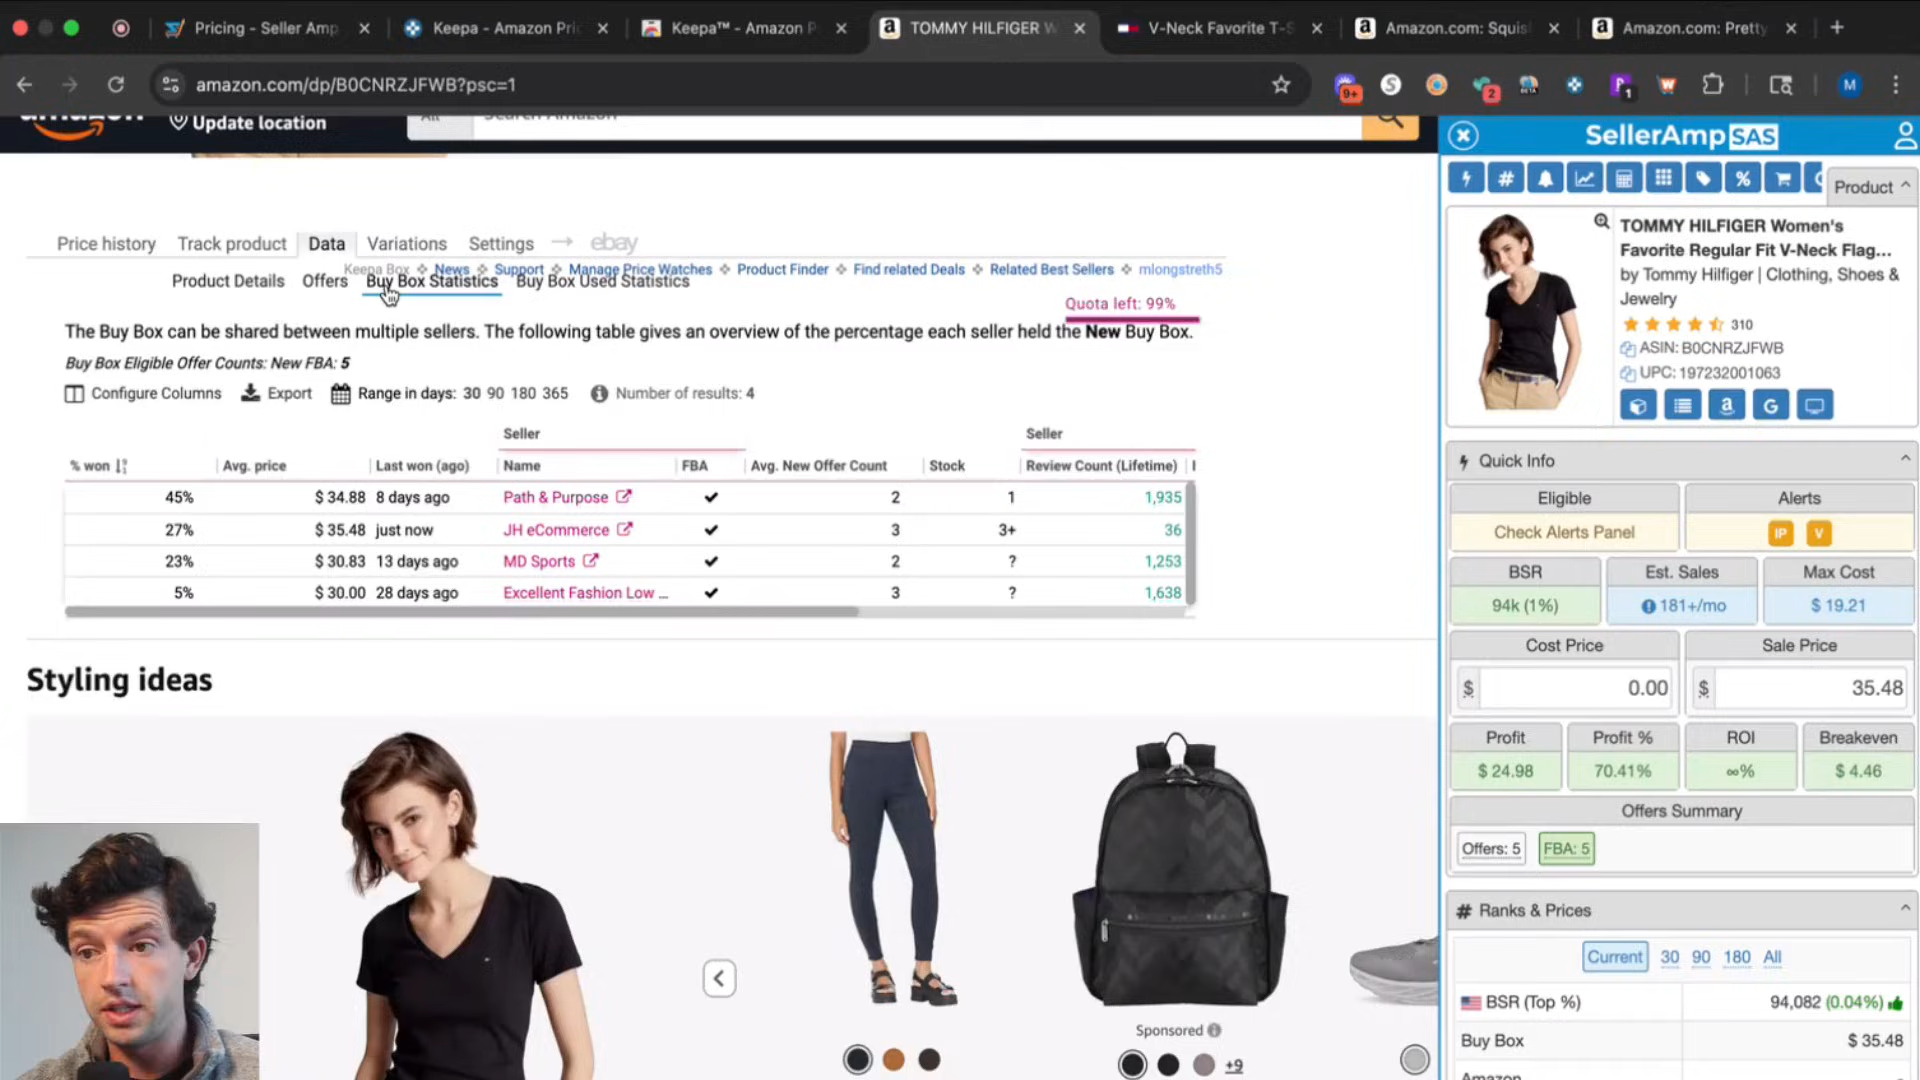 Pricing - Seller Amp
Keepa - Amazon Pri
Keepa™ - Amazon P
TOMMY HILFIGER W
V-Neck Favorite T-S
Amazon.com: Squis
Amazon.com: Pretty
amazon.com/dp/B0CNRZJFWB?psc=1
9+
2
BETA
1
M
amazon
Update location
All
Search Amazon
SellerAmp SAS
Product
Price history
Track product
Data
Variations
Settings
ebay
Keepa Box
News
Support
Manage Price Watches
Product Finder
Find related Deals
Related Best Sellers
mlongstreth5
Product Details
Offers
Buy Box Statistics
Buy Box Used Statistics
Quota left: 99%
The Buy Box can be shared between multiple sellers. The following table gives an overview of the percentage each seller held the New Buy Box.
Buy Box Eligible Offer Counts: New FBA: 5
Configure Columns
Export
Range in days: 30 90 180 365
Number of results: 4
Seller
Seller
% won
Avg. price
Last won (ago)
Name
FBA
Avg. New Offer Count
Stock
Review Count (Lifetime)
45% $ 34.88 8 days ago Path & Purpose 2 1 1,935
27% $ 35.48 just now JH eCommerce 3 3+ 36
23% $ 30.83 13 days ago MD Sports 2 ? 1,253
5% $ 30.00 28 days ago Excellent Fashion Low ... 3 ? 1,638
Styling ideas
Sponsored
+9
TOMMY HILFIGER Women's
Favorite Regular Fit V-Neck Flag...
by Tommy Hilfiger | Clothing, Shoes &
Jewelry
310
ASIN: B0CNRZJFWB
UPC: 197232001063
Quick Info
Eligible
Alerts
Check Alerts Panel
IP V
BSR
Est. Sales
Max Cost
94k (1%)
181+/mo
$ 19.21
Cost Price
Sale Price
$ 0.00
$ 35.48
Profit
Profit %
ROI
Breakeven
$ 24.98
70.41%
∞%
$ 4.46
Offers Summary
Offers: 5
FBA: 5
# Ranks & Prices
Current 30 90 180 All
BSR (Top %)
94,082 (0.04%)
Buy Box
$ 35.48
Amazon